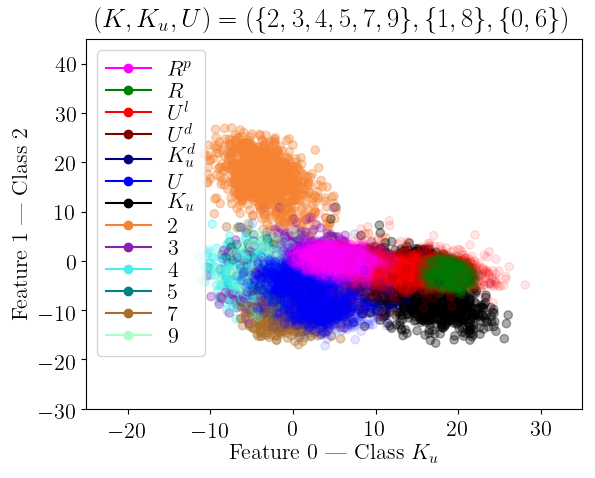 (K, K_u, U) = ({2, 3, 4, 5, 7, 9}, {1, 8}, {0, 6})
Feature 1 — Class 2
40
30
20
10
0
−10
−20
−30
R^p
R
U^l
U^d
K_u^d
U
K_u
2
3
4
5
7
9
−20 −10 0 10 20 30
Feature 0 — Class K_u